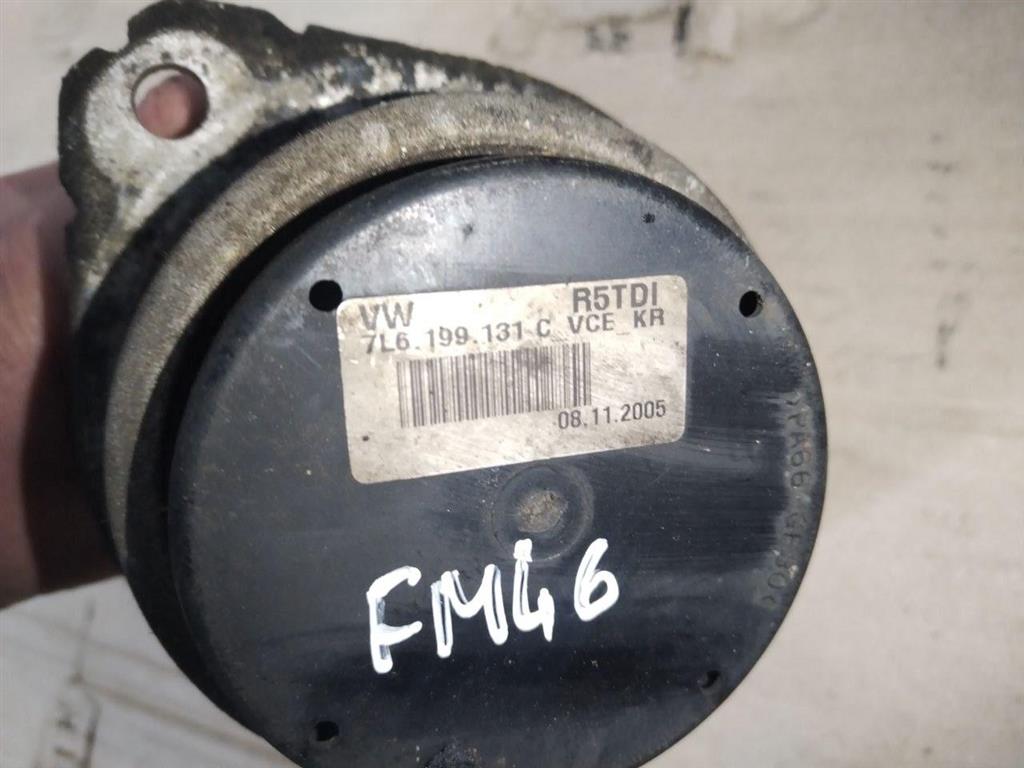 VW R5TDI
7L6.199.131 C VCE KR
08.11.2005
FM46